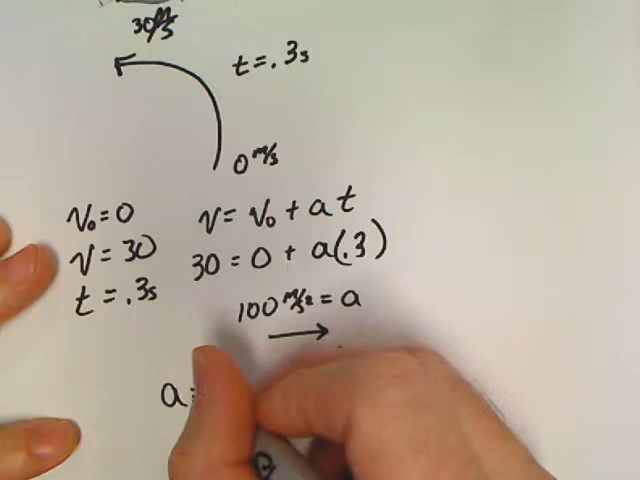 30 m/s
t = .3s
0 m/s
V₀ = 0
V = V₀ + at
V = 30
30 = 0 + a(.3)
t = .3s
100 m/s² = a
a =